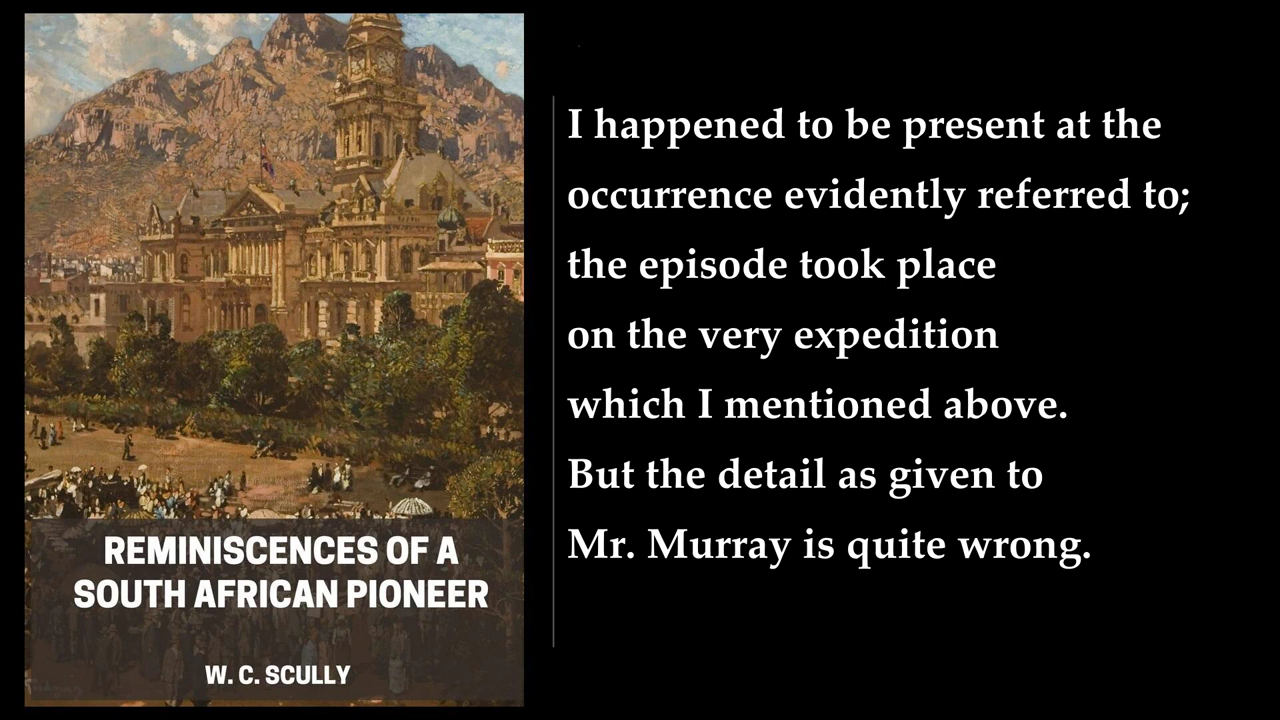 REMINISCENCES OF A
SOUTH AFRICAN PIONEER
W. C. SCULLY
I happened to be present at the
occurrence evidently referred to;
the episode took place
on the very expedition
which I mentioned above.
But the detail as given to
Mr. Murray is quite wrong.